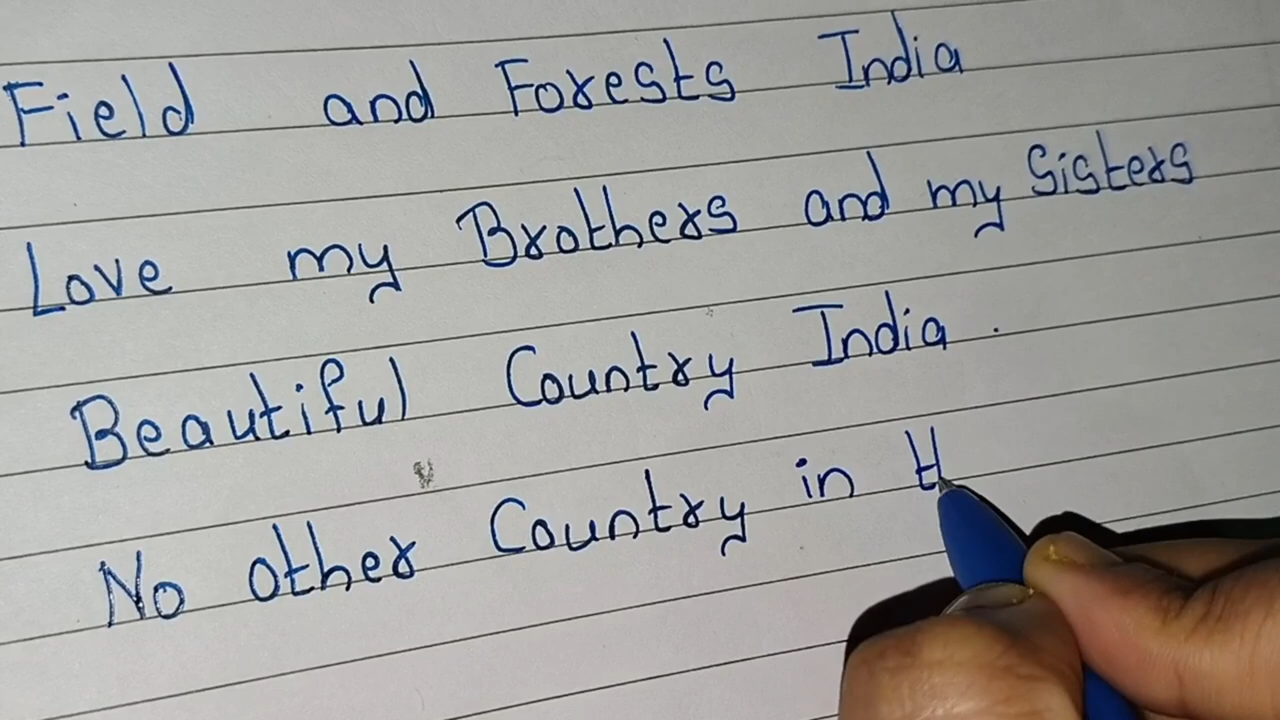 Field and Forests India
Love my Brothers and my Sisters
Beautiful Country India .
No other Country in